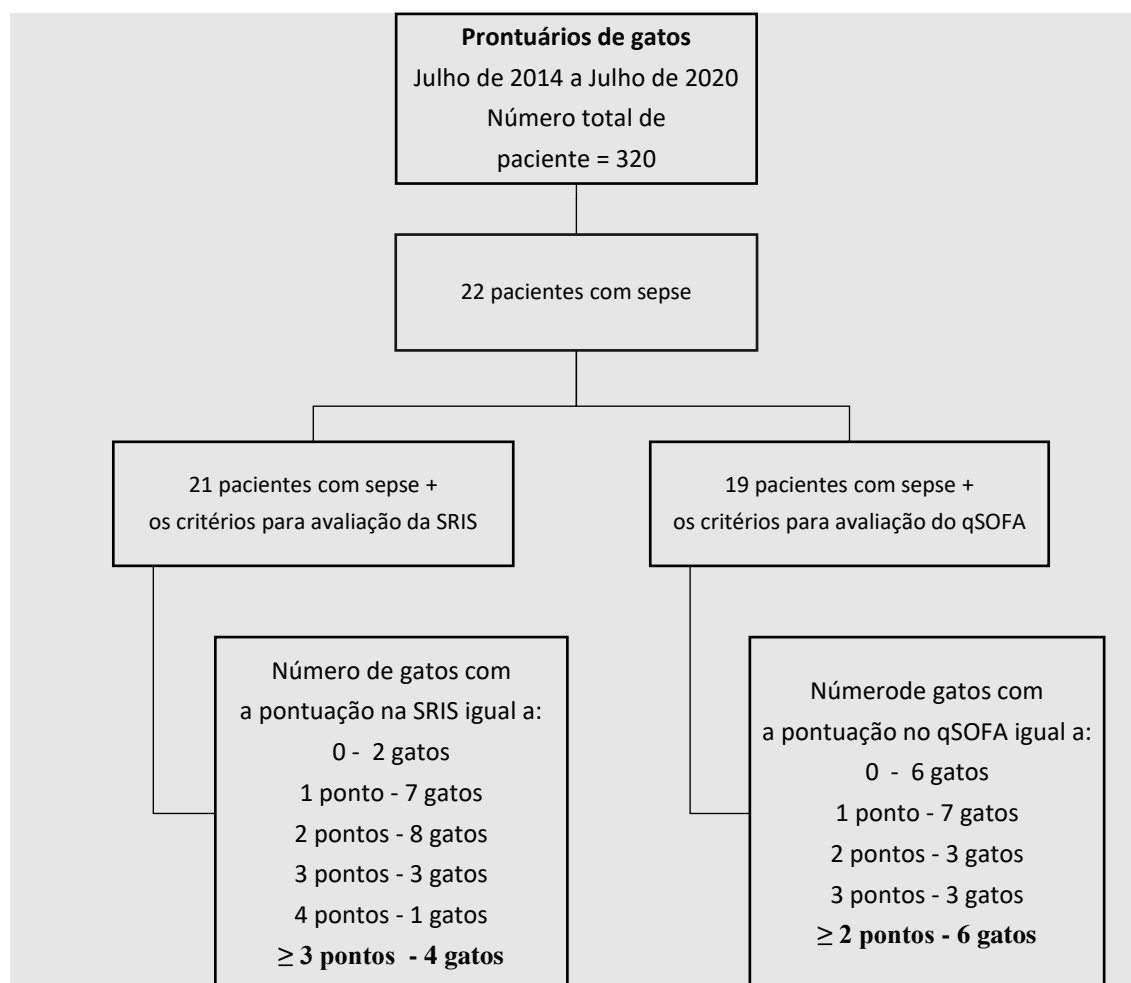 Prontuários de gatos
Julho de 2014 a Julho de 2020
Número total de
paciente = 320
22 pacientes com sepse
21 pacientes com sepse +
os critérios para avaliação da SRIS
19 pacientes com sepse +
os critérios para avaliação do qSOFA
Número de gatos com
a pontuação na SRIS igual a:
0 - 2 gatos
1 ponto - 7 gatos
2 pontos - 8 gatos
3 pontos - 3 gatos
4 pontos - 1 gatos
≥ 3 pontos - 4 gatos
Númerode gatos com
a pontuação no qSOFA igual a:
0 - 6 gatos
1 ponto - 7 gatos
2 pontos - 3 gatos
3 pontos - 3 gatos
≥ 2 pontos - 6 gatos